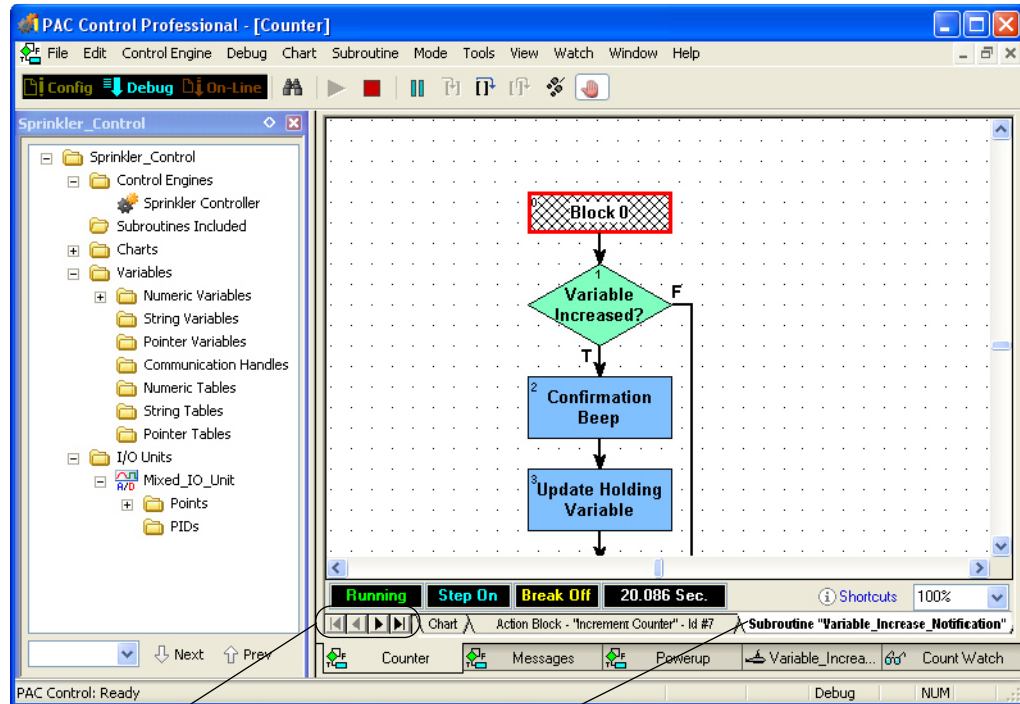 PAC Control Professional - [Counter]
File Edit Control Engine Debug Chart Subroutine Mode Tools View Watch Window Help
Config Debug On-Line
Sprinkler_Control
Sprinkler_Control
Control Engines
Sprinkler Controller
Subroutines Included
Charts
Variables
Numeric Variables
String Variables
Pointer Variables
Communication Handles
Numeric Tables
String Tables
Pointer Tables
I/O Units
A/D Mixed_IO_Unit
Points
PIDs
Next Prev
0
Block 0
1
Variable
Increased?
F
T
2
Confirmation
Beep
3
Update Holding
Variable
Running Step On Break Off 20.086 Sec. Shortcuts 100%
Chart Action Block - "Increment Counter" - Id #7 Subroutine "Variable_Increase_Notification"
Counter Messages Powerup Variable_Increa... Count Watch
PAC Control: Ready Debug NUM